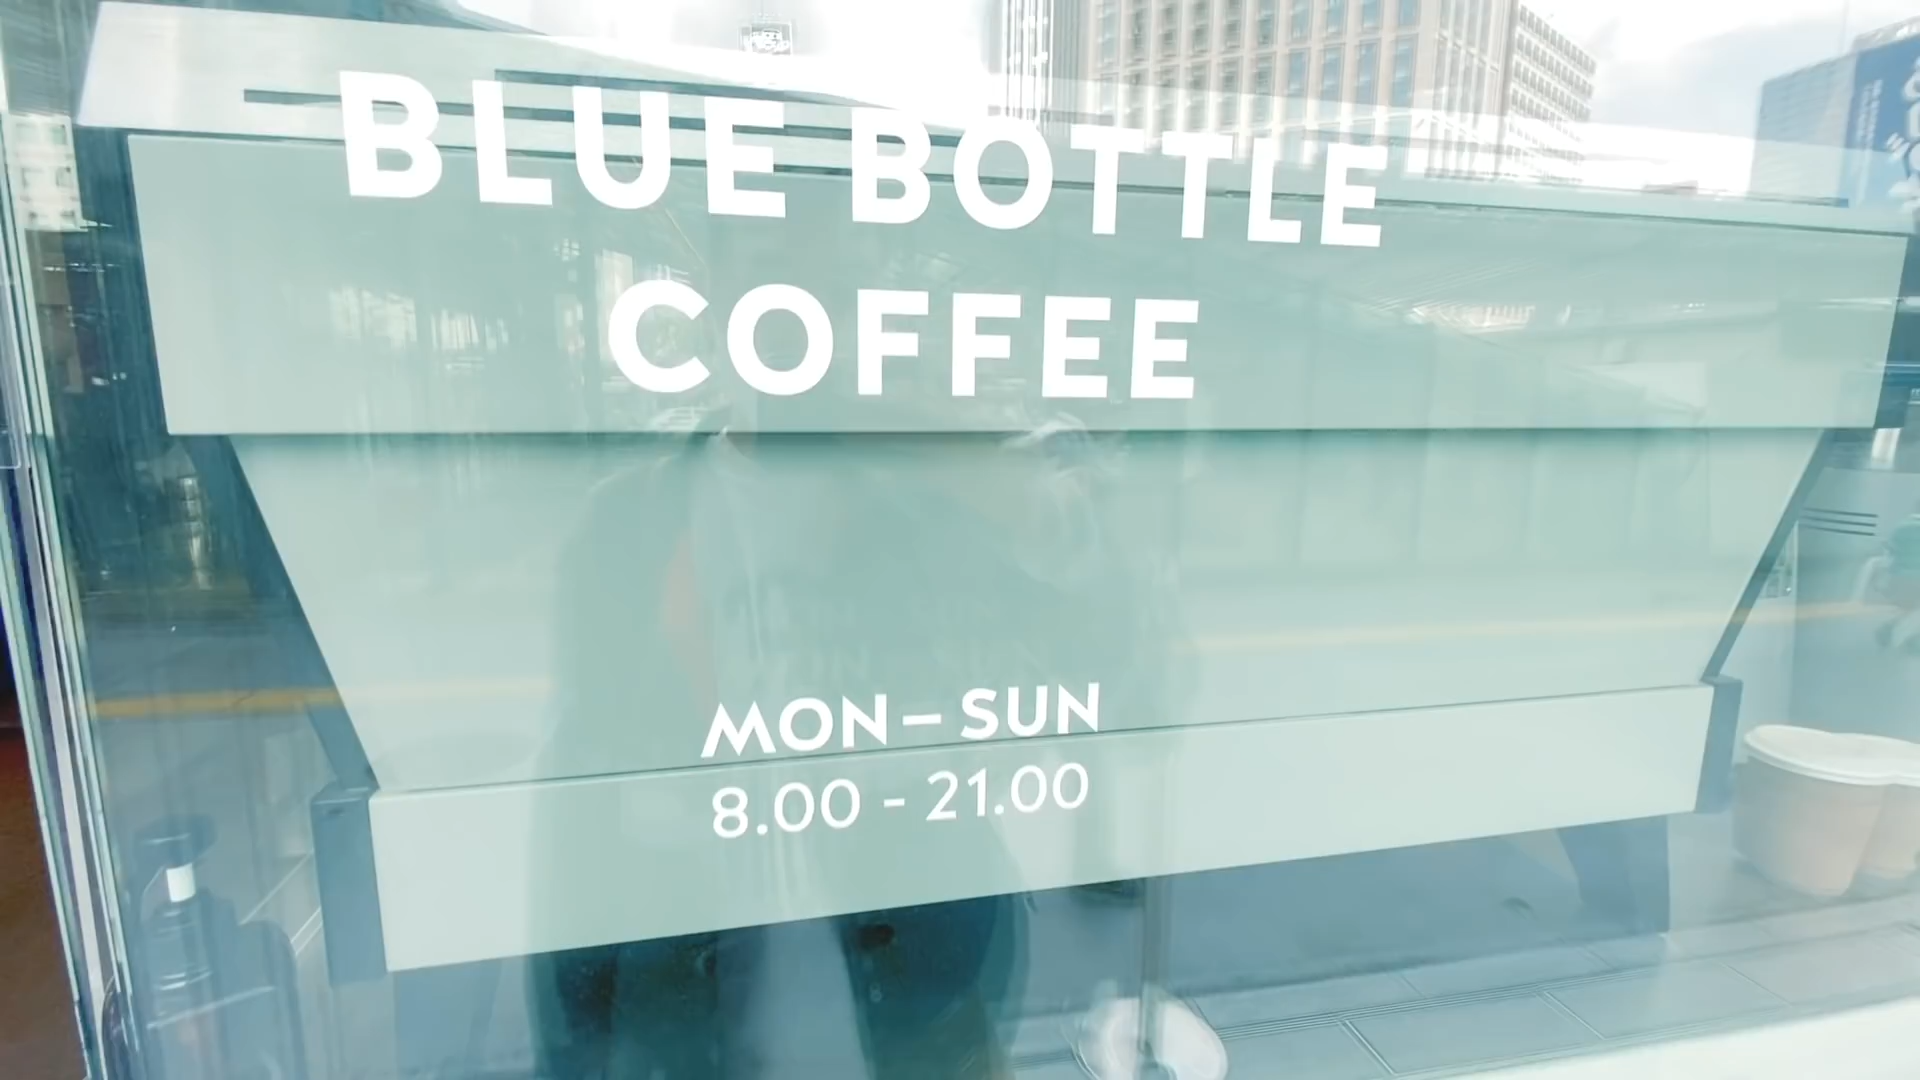 BLUE BOTTLE
COFFEE
MON – SUN
8.00 - 21.00